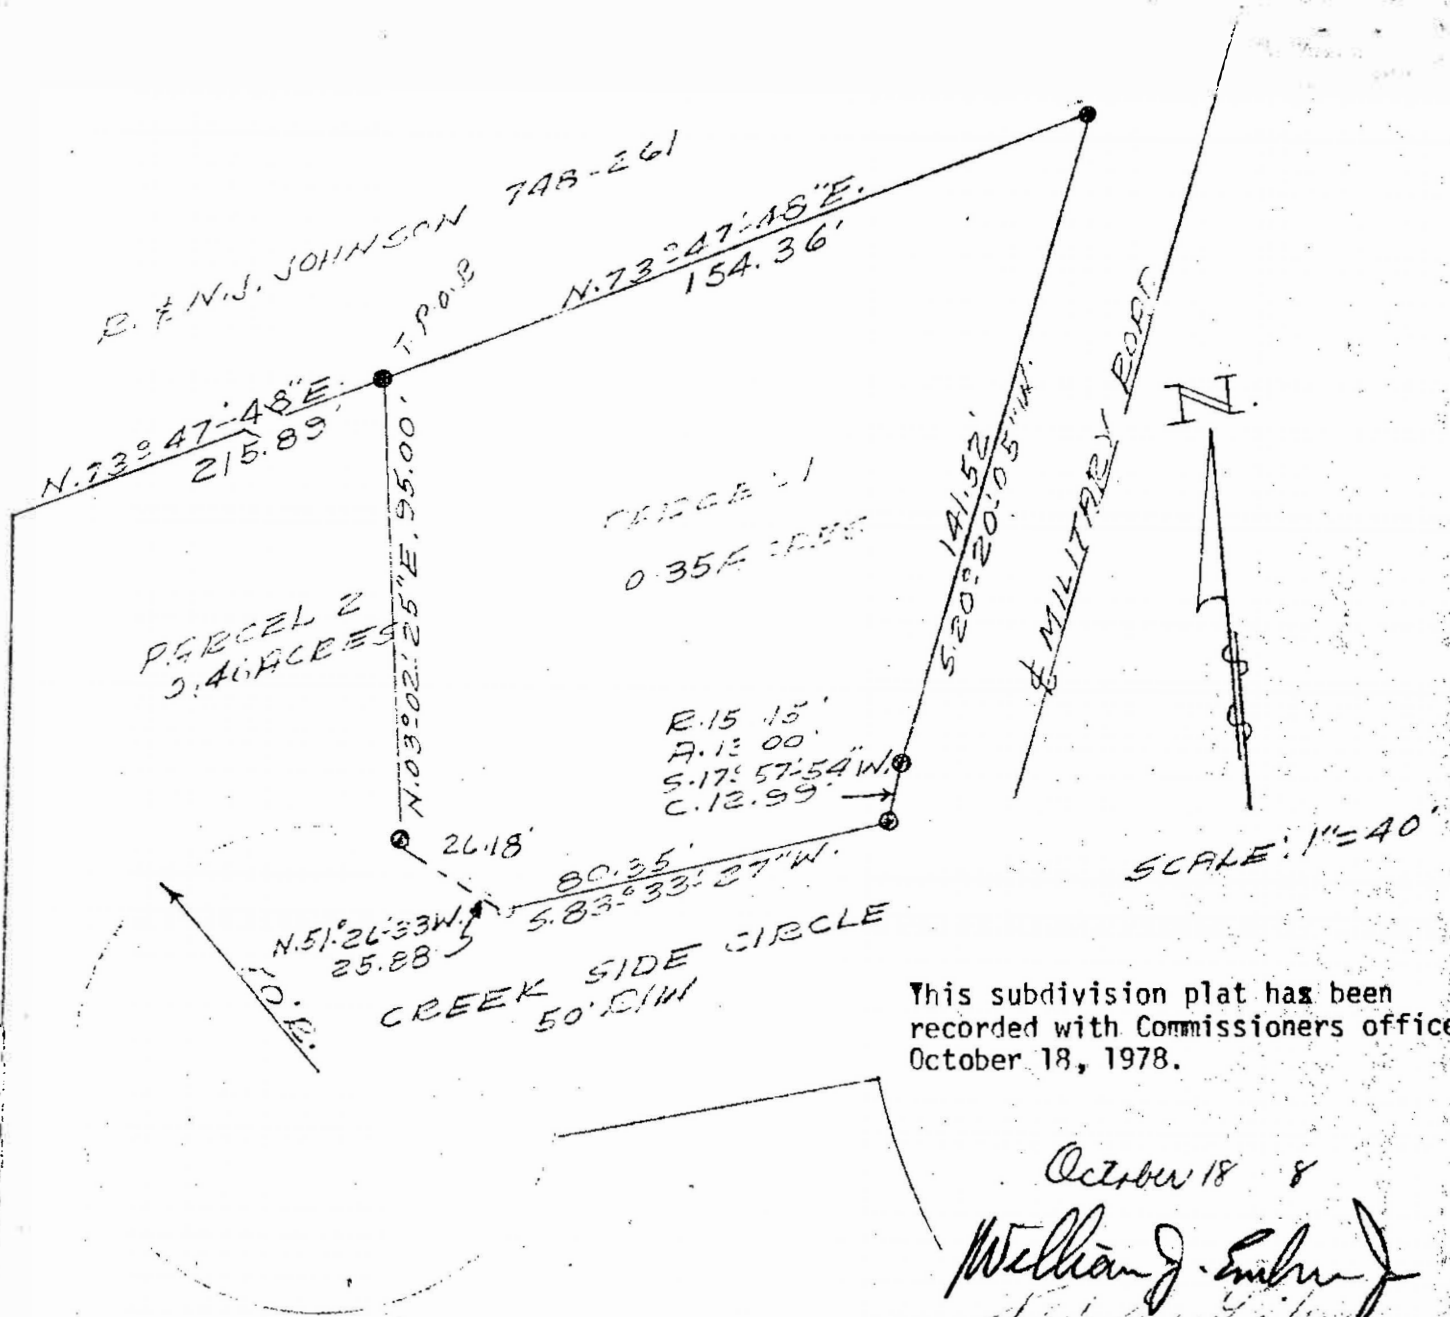 R. & N.J. JOHNSON 748-261
T.P.O.B
N.73°47'-48"E.
154.36'
N.73°47'-48"E.
215.89'
N.03°02'25"E. 95.00'
141.52'
S.20°20'05"W.
℄ MILITARY ROAD
N.
0.35 ACRES
PARCEL 2
ACRES
R.15 .15'
A.13 00'
S.17°57'-54"W.
C.12.99'
26.18'
80.35'
S.83°33'27"W.
N.51°26'-33W.
25.88
CREEK SIDE CIRCLE
50' R/W
SCALE: 1"=40'
This subdivision plat has been
recorded with Commissioners office
October 18, 1978.
October 18 8
William J.